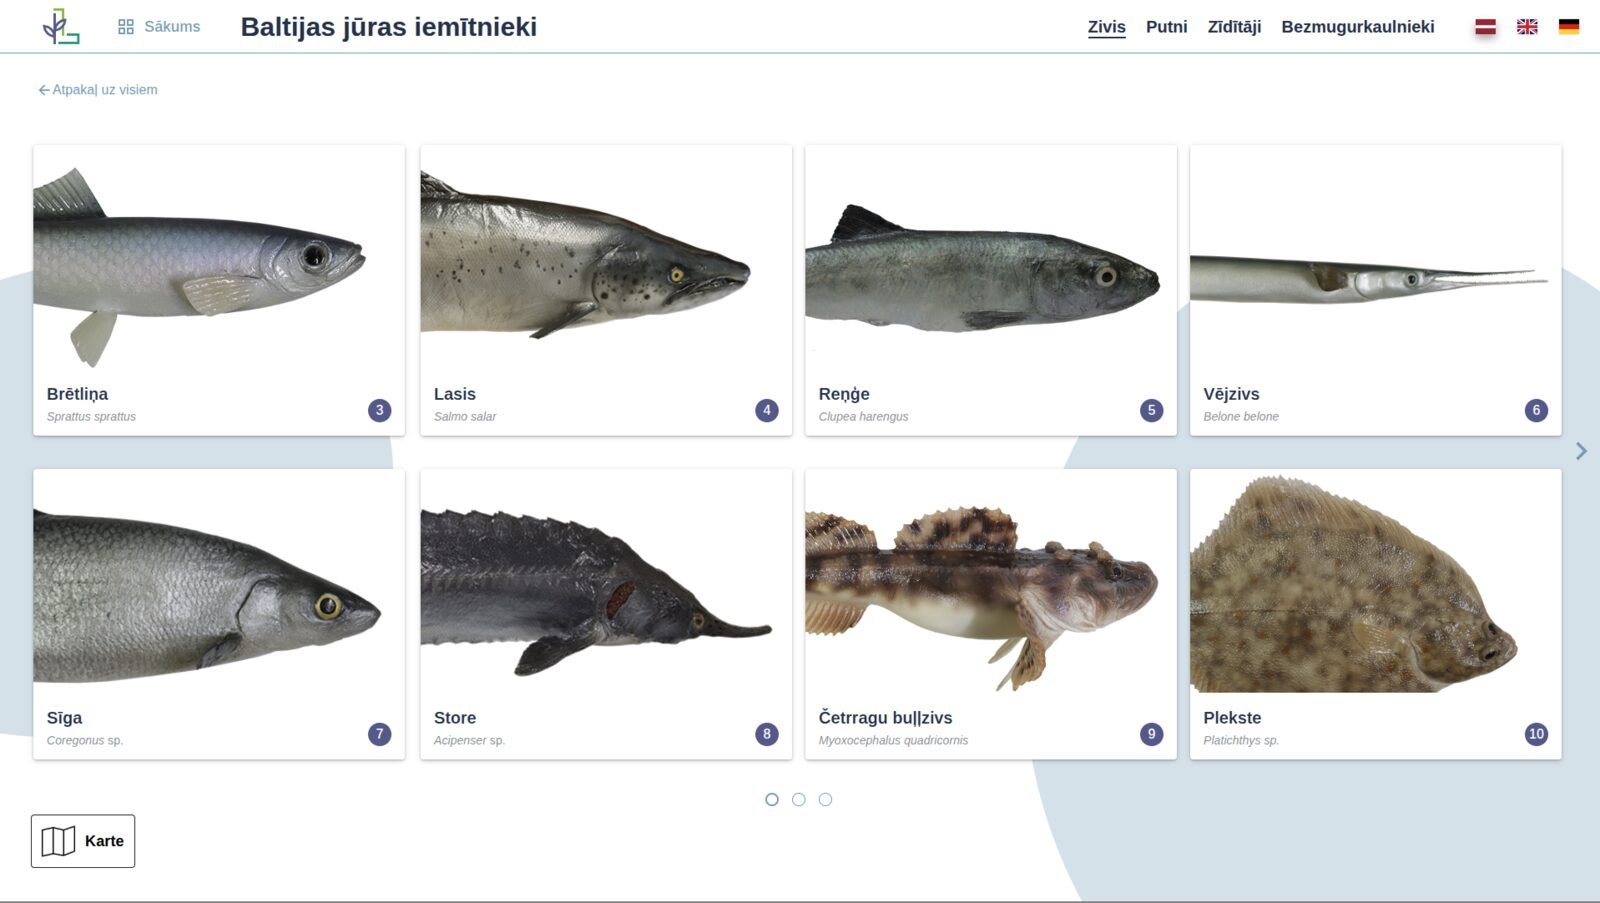 Sākums
Baltijas jūras iemītnieki
Zivis
Putni
Zīdītāji
Bezmugurkaulnieki
Atpakaļ uz visiem
Brētliņa
Sprattus sprattus
3
Lasis
Salmo salar
4
Reņģe
Clupea harengus
5
Vējzivs
Belone belone
6
Sīga
Coregonus sp.
7
Store
Acipenser sp.
8
Četrragu buļļzivs
Myoxocephalus quadricornis
9
Plekste
Platichthys sp.
10
Karte